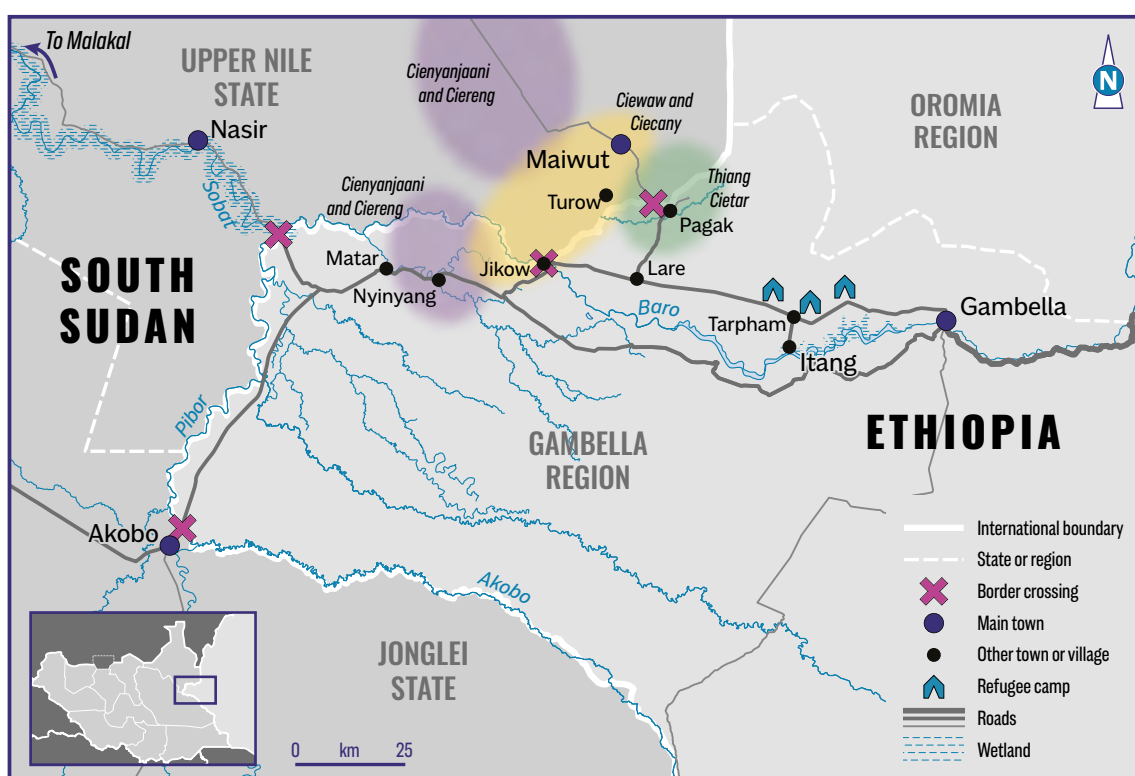 To Malakal
UPPER NILE
STATE
Cienyanjaani
and Ciereng
Ciewaw and
Ciecany
OROMIA
REGION
N
Nasir
Maiwut
Sobat
Cienyanjaani
and Ciereng
Turow
Thiang
Cietar
Pagak
SOUTH
SUDAN
Matar
Jikow
Lare
Nyinyang
Baro
Tarpham
Gambella
Itang
Pibor
GAMBELLA
REGION
ETHIOPIA
Akobo
Akobo
JONGLEI
STATE
International boundary
State or region
Border crossing
Main town
Other town or village
Refugee camp
Roads
Wetland
0 km 25